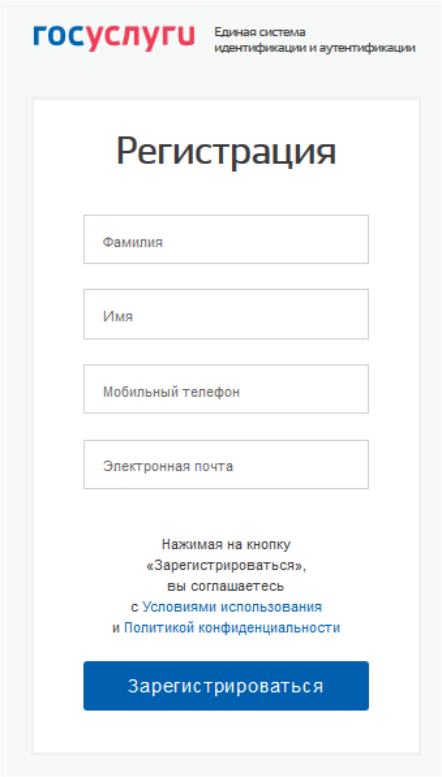 госуслуги
Единая система
идентификации и аутентификации
Регистрация
Фамилия
Имя
Мобильный телефон
Электронная почта
Нажимая на кнопку
«Зарегистрироваться»,
вы соглашаетесь
с Условиями использования
и Политикой конфиденциальности
Зарегистрироваться